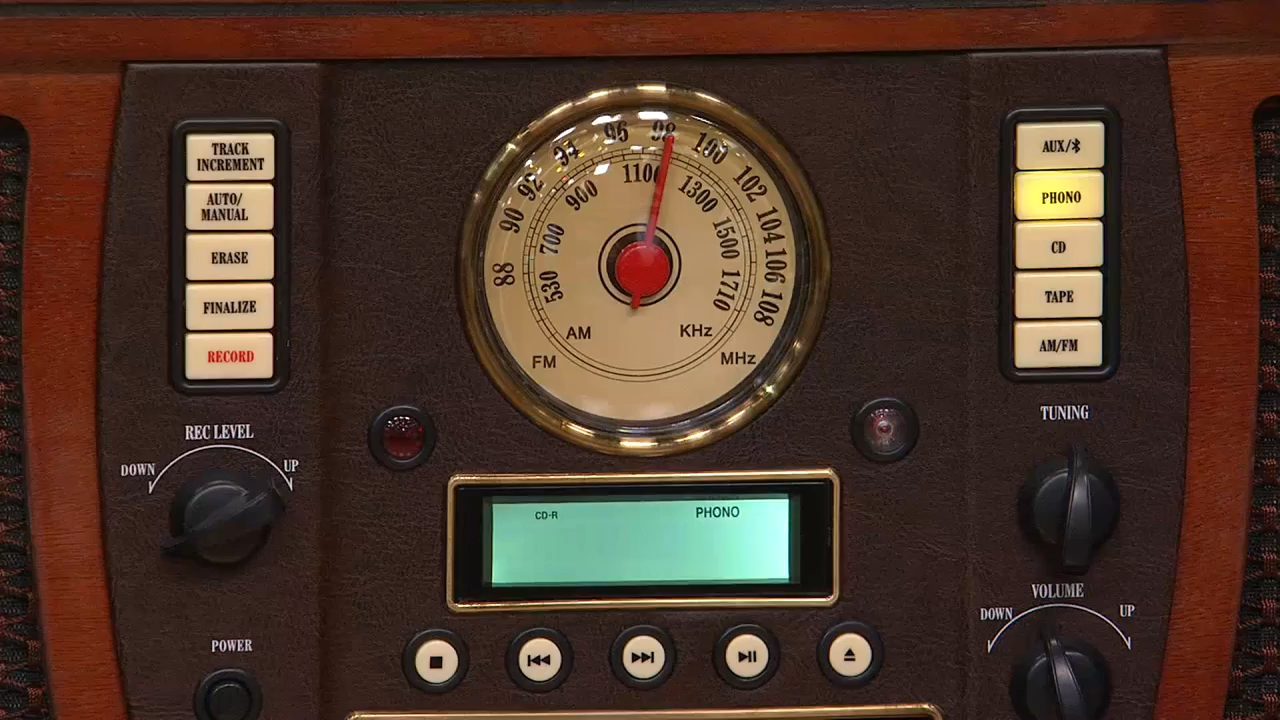 TRACK
INCREMENT
AUTO/
MANUAL
ERASE
FINALIZE
RECORD
REC LEVEL
DOWN UP
POWER
88 90 92 94 96 98 100 102 104 106 108
530 700 900 1100 1300 1500 1710
AM KHz
FM MHz
CD-R PHONO
AUX/
PHONO
CD
TAPE
AM/FM
TUNING
VOLUME
DOWN UP